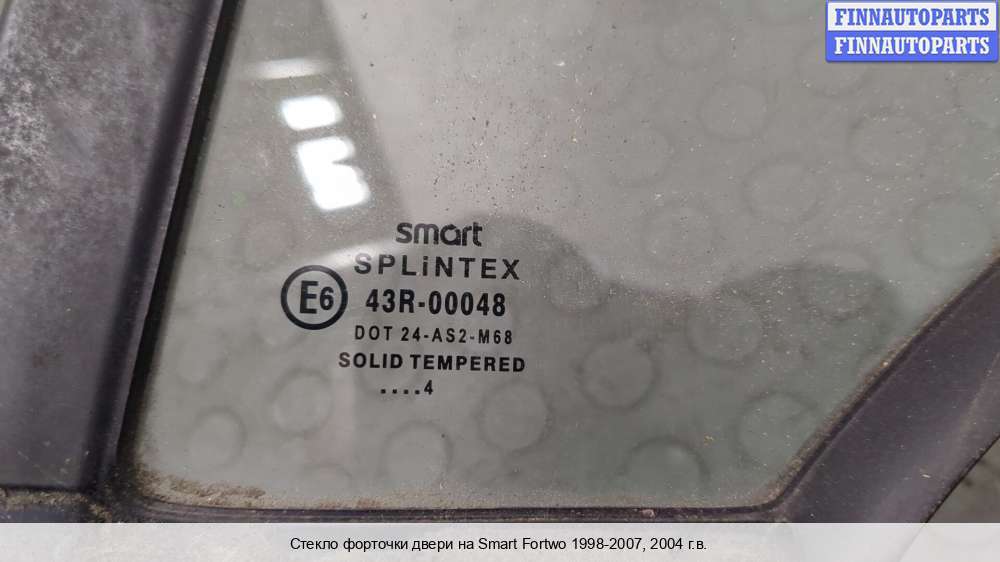 FINNAUTOPARTS
FINNAUTOPARTS
smart
SPLiNTEX
E6
43R-00048
DOT 24-AS2-M68
SOLID TEMPERED
....4
Стекло форточки двери на Smart Fortwo 1998-2007, 2004 г.в.